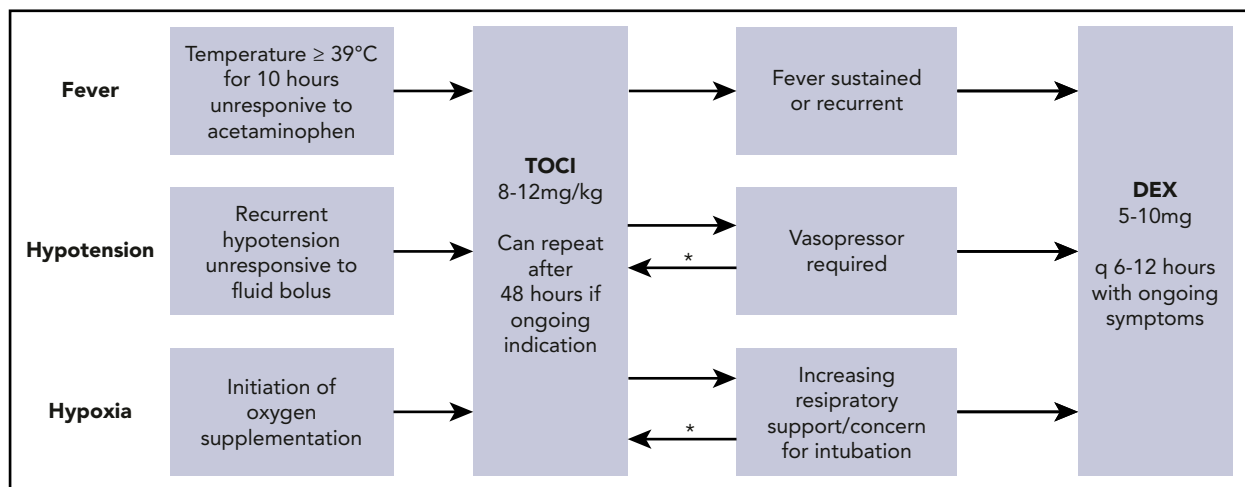 Fever
Temperature ≥ 39°C
for 10 hours
unresponive to
acetaminophen
Hypotension
Recurrent
hypotension
unresponsive to
fluid bolus
Hypoxia
Initiation of
oxygen
supplementation
TOCI
8-12mg/kg
Can repeat
after
48 hours if
ongoing
indication
Fever sustained
or recurrent
*
Vasopressor
required
*
Increasing
resipratory
support/concern
for intubation
DEX
5-10mg
q 6-12 hours
with ongoing
symptoms